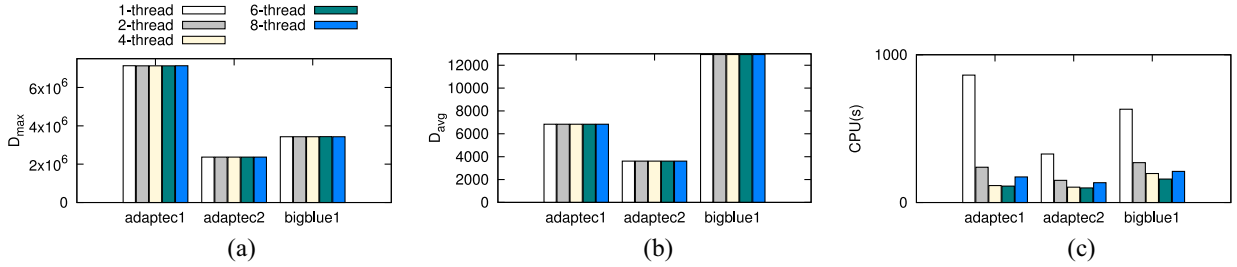 1-thread
2-thread
4-thread
6-thread
8-thread
D_max
6x10^6
4x10^6
2x10^6
0
adaptec1 adaptec2 bigblue1
(a)
D_avg
12000
10000
8000
6000
4000
2000
0
adaptec1 adaptec2 bigblue1
(b)
CPU(s)
1000
0
adaptec1 adaptec2 bigblue1
(c)